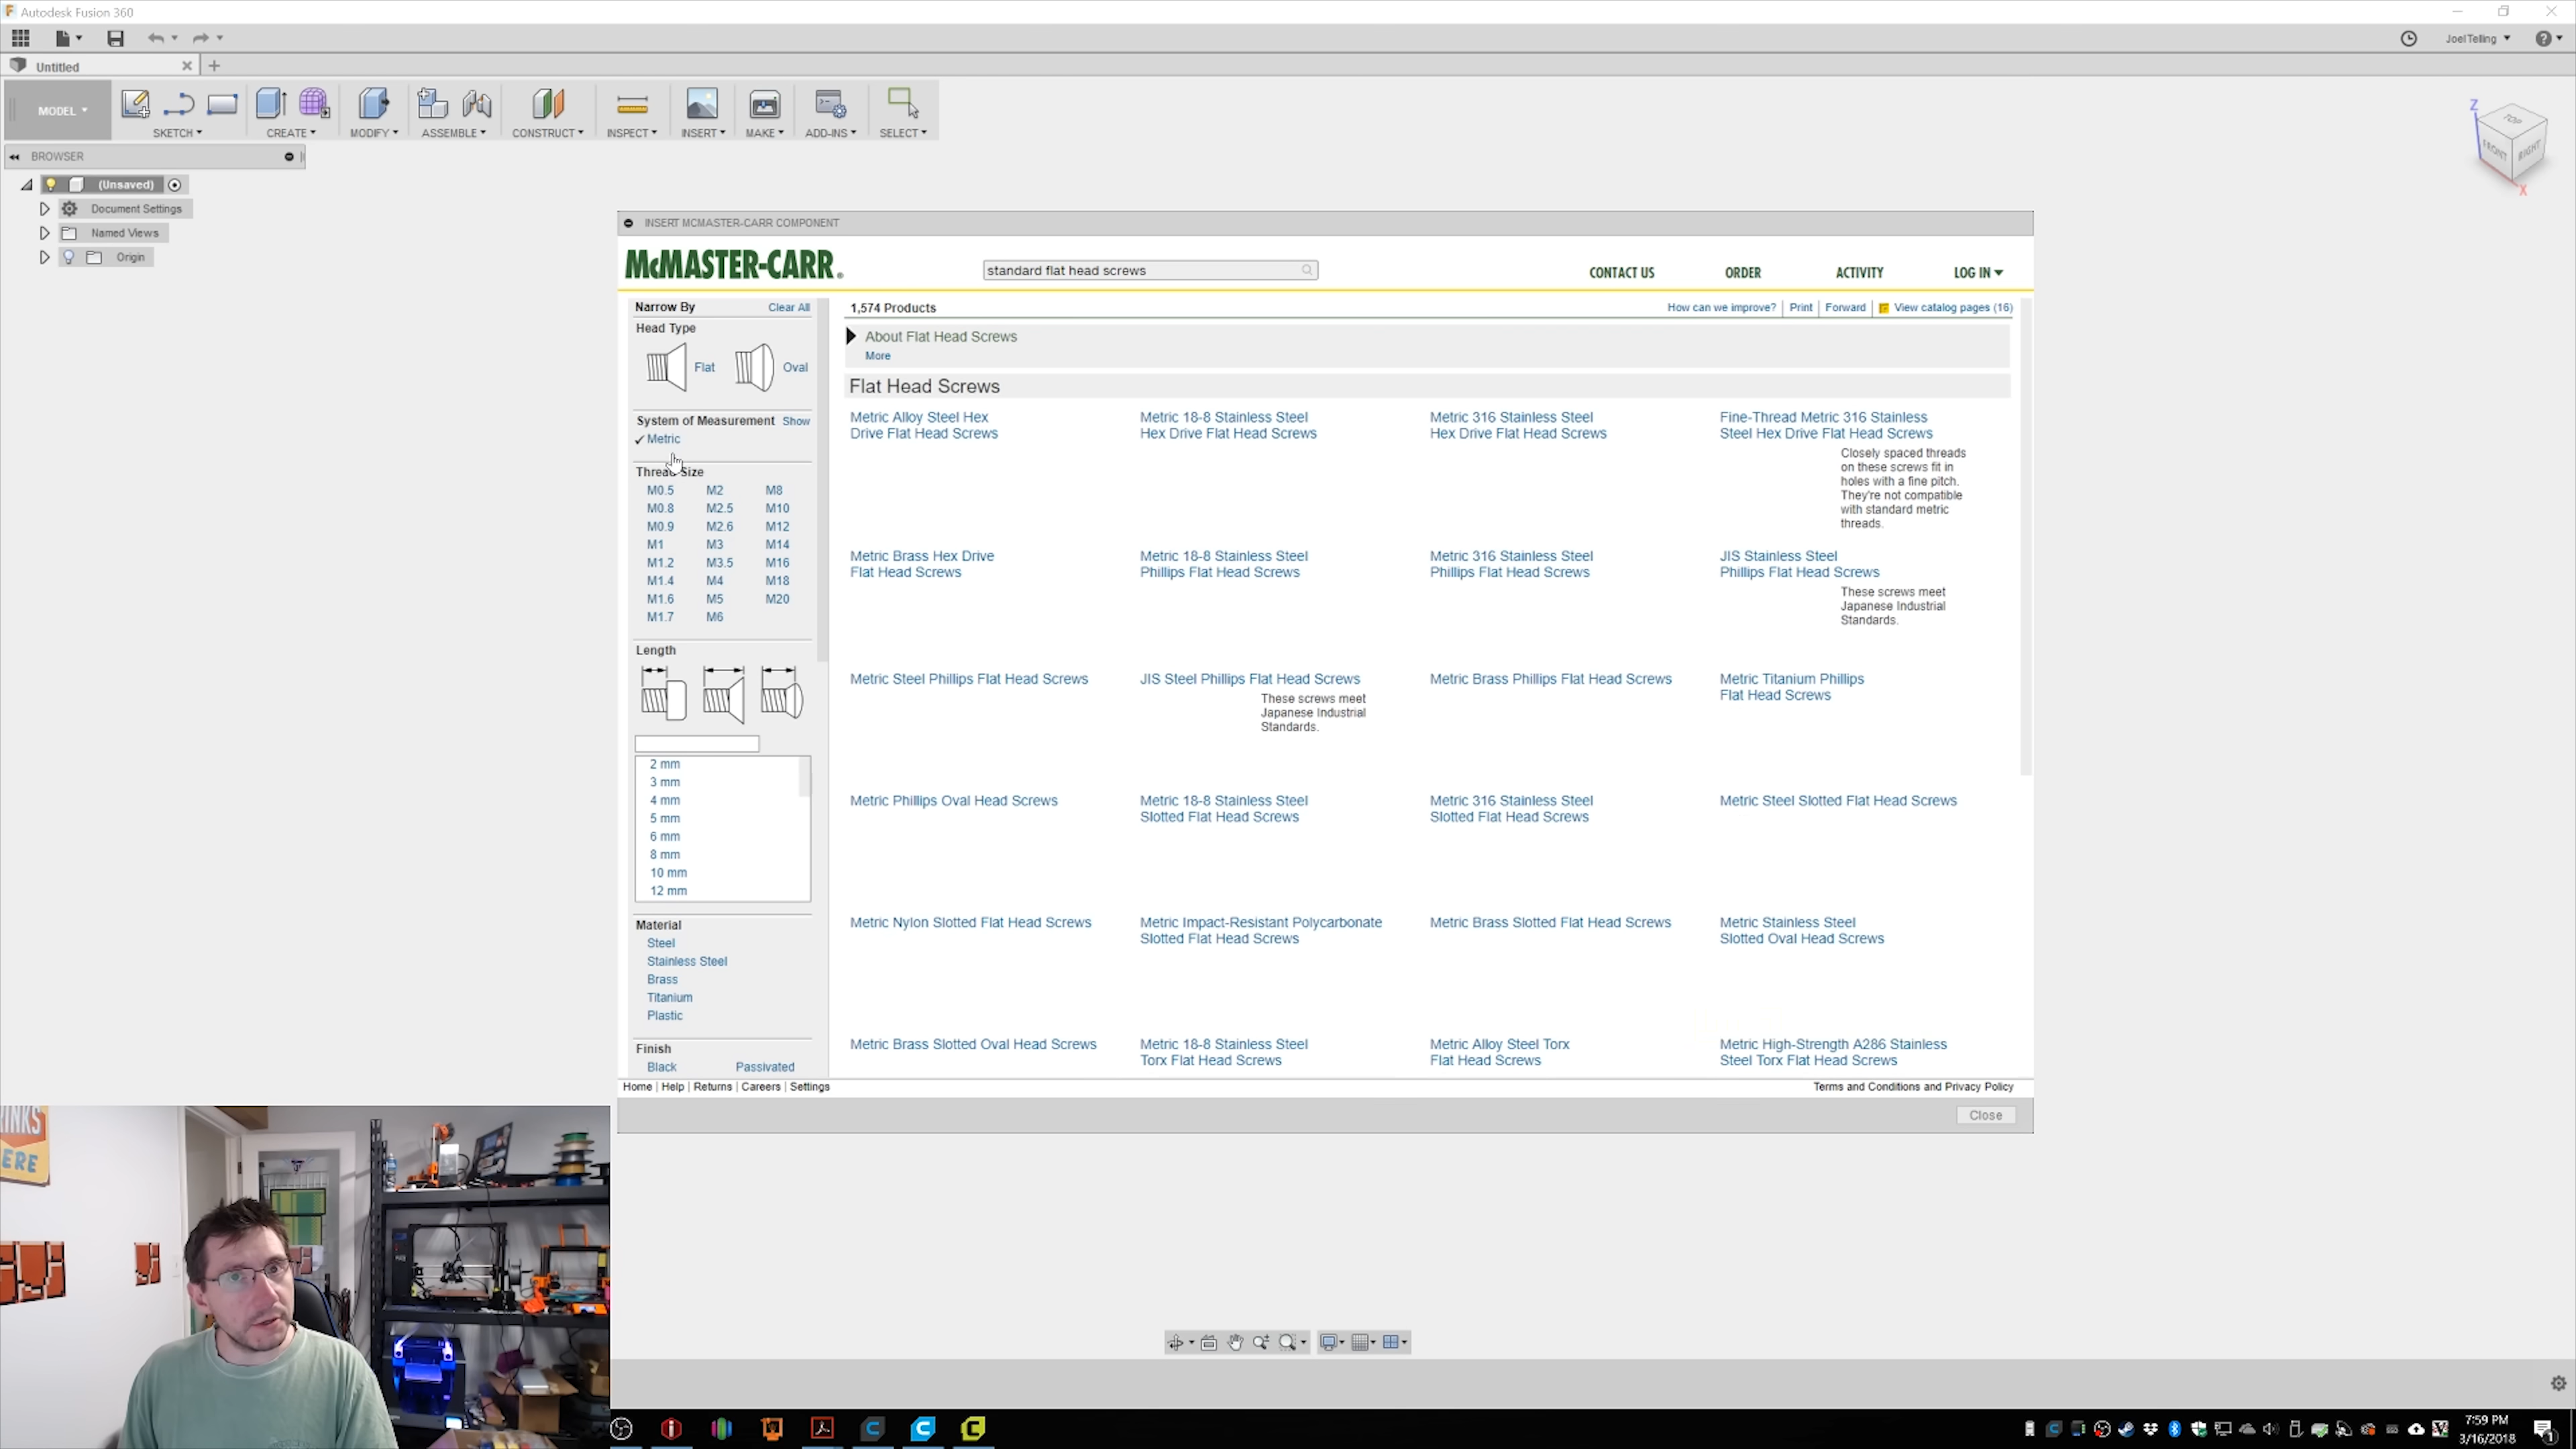 Autodesk Fusion 360
JoelTelling
Untitled
MODEL
SKETCH
CREATE
MODIFY
ASSEMBLE
CONSTRUCT
INSPECT
INSERT
MAKE
ADD-INS
SELECT
Z
TOP
FRONT
RIGHT
X
BROWSER
(Unsaved)
Document Settings
Named Views
Origin
INSERT MCMASTER-CARR COMPONENT
McMASTER-CARR.
standard flat head screws
CONTACT US
ORDER
ACTIVITY
LOG IN
Narrow By
Clear All
Head Type
Flat
Oval
System of Measurement
Show
Metric
Thread Size
M0.5 M2 M8
M0.8 M2.5 M10
M0.9 M2.6 M12
M1 M3 M14
M1.2 M3.5 M16
M1.4 M4 M18
M1.6 M5 M20
M1.7 M6
Length
2 mm
3 mm
4 mm
5 mm
6 mm
8 mm
10 mm
12 mm
Material
Steel
Stainless Steel
Brass
Titanium
Plastic
Finish
Black Passivated
1,574 Products
How can we improve?
Print
Forward
View catalog pages (16)
About Flat Head Screws
More
Flat Head Screws
Metric Alloy Steel Hex
Drive Flat Head Screws
Metric 18-8 Stainless Steel
Hex Drive Flat Head Screws
Metric 316 Stainless Steel
Hex Drive Flat Head Screws
Fine-Thread Metric 316 Stainless
Steel Hex Drive Flat Head Screws
Closely spaced threads
on these screws fit in
holes with a fine pitch.
They're not compatible
with standard metric
threads.
Metric Brass Hex Drive
Flat Head Screws
Metric 18-8 Stainless Steel
Phillips Flat Head Screws
Metric 316 Stainless Steel
Phillips Flat Head Screws
JIS Stainless Steel
Phillips Flat Head Screws
These screws meet
Japanese Industrial
Standards.
Metric Steel Phillips Flat Head Screws
JIS Steel Phillips Flat Head Screws
These screws meet
Japanese Industrial
Standards.
Metric Brass Phillips Flat Head Screws
Metric Titanium Phillips
Flat Head Screws
Metric Phillips Oval Head Screws
Metric 18-8 Stainless Steel
Slotted Flat Head Screws
Metric 316 Stainless Steel
Slotted Flat Head Screws
Metric Steel Slotted Flat Head Screws
Metric Nylon Slotted Flat Head Screws
Metric Impact-Resistant Polycarbonate
Slotted Flat Head Screws
Metric Brass Slotted Flat Head Screws
Metric Stainless Steel
Slotted Oval Head Screws
Metric Brass Slotted Oval Head Screws
Metric 18-8 Stainless Steel
Torx Flat Head Screws
Metric Alloy Steel Torx
Flat Head Screws
Metric High-Strength A286 Stainless
Steel Torx Flat Head Screws
Home | Help | Returns | Careers | Settings
Terms and Conditions and Privacy Policy
Close
RINKS
ERE
7:59 PM
3/16/2018